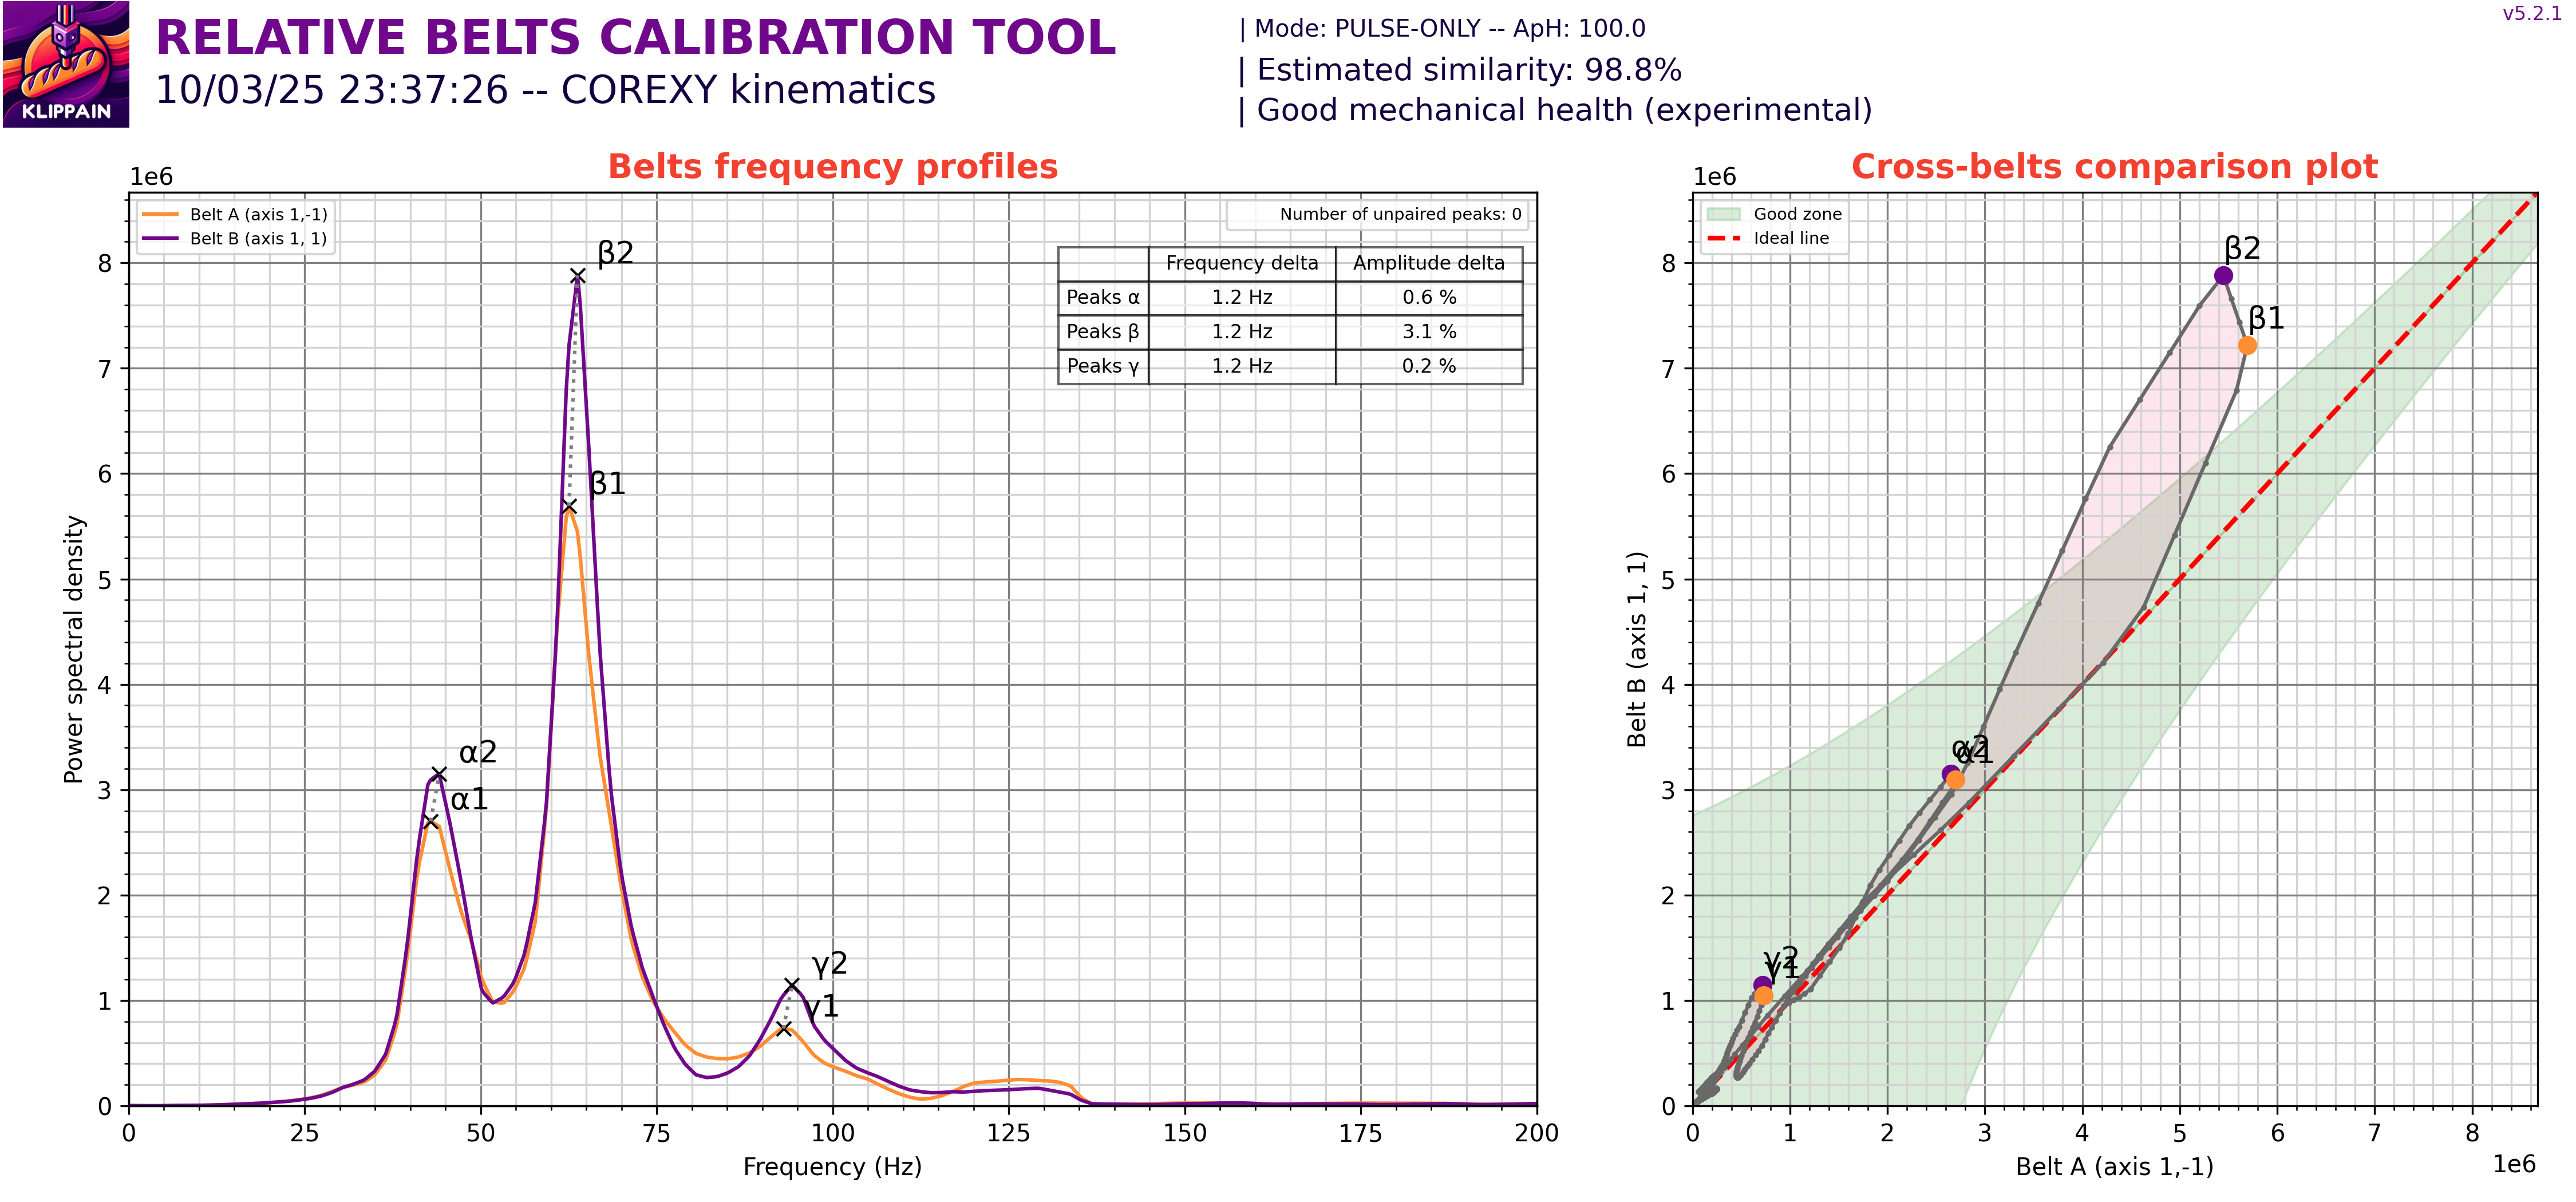 v5.2.1
KLIPPAIN
RELATIVE BELTS CALIBRATION TOOL
10/03/25 23:37:26 -- COREXY kinematics
| Mode: PULSE-ONLY -- ApH: 100.0
| Estimated similarity: 98.8%
| Good mechanical health (experimental)
Belts frequency profiles
1e6
Belt A (axis 1,-1)
Belt B (axis 1, 1)
Number of unpaired peaks: 0
Frequency delta Amplitude delta
Peaks α 1.2 Hz 0.6 %
Peaks β 1.2 Hz 3.1 %
Peaks γ 1.2 Hz 0.2 %
β2
β1
α2
α1
γ2
γ1
8
7
6
5
4
3
2
1
0
Power spectral density
0 25 50 75 100 125 150 175 200
Frequency (Hz)
Cross-belts comparison plot
1e6
Good zone
Ideal line
β2
β1
α2
α1
γ2
γ1
8
7
6
5
4
3
2
1
0
Belt B (axis 1, 1)
0 1 2 3 4 5 6 7 8
Belt A (axis 1,-1)
1e6